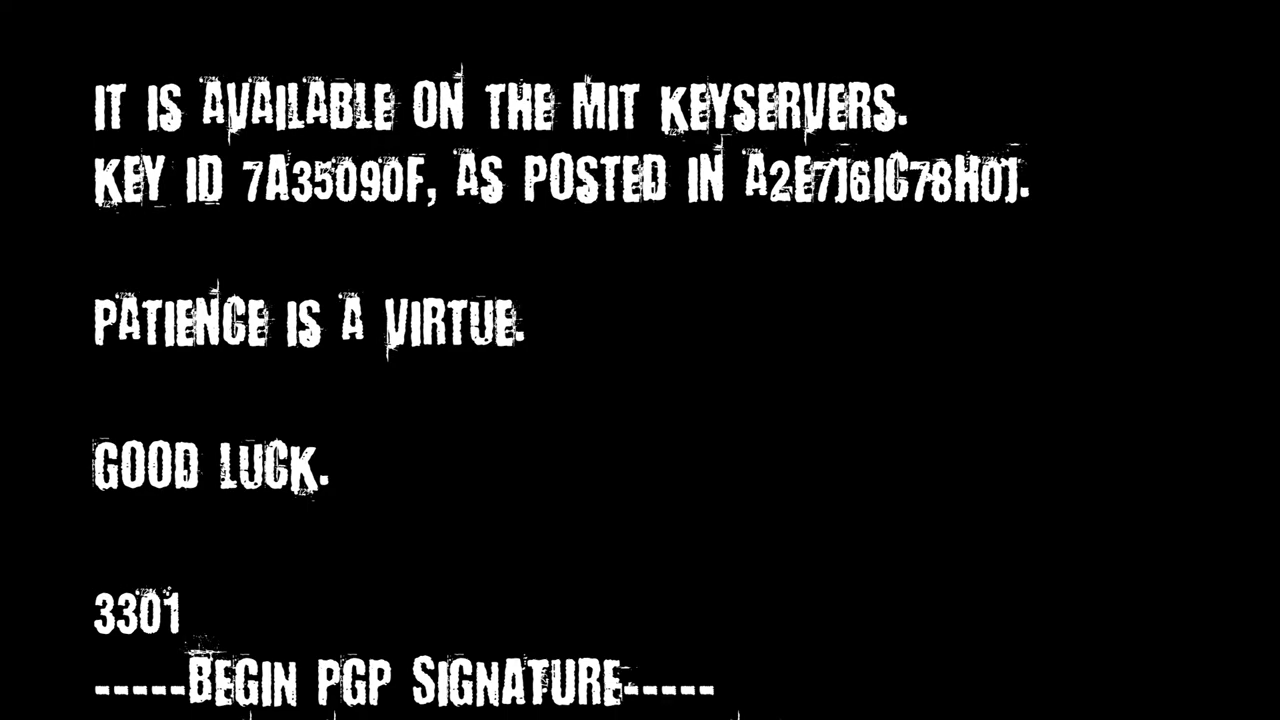 IT IS AVAILABLE ON THE MIT KEYSERVERS.
KEY ID 7A35090F, AS POSTED IN A2E7J6IC78H0J.
PATIENCE IS A VIRTUE.
GOOD LUCK.
3301
-----BEGIN PGP SIGNATURE-----